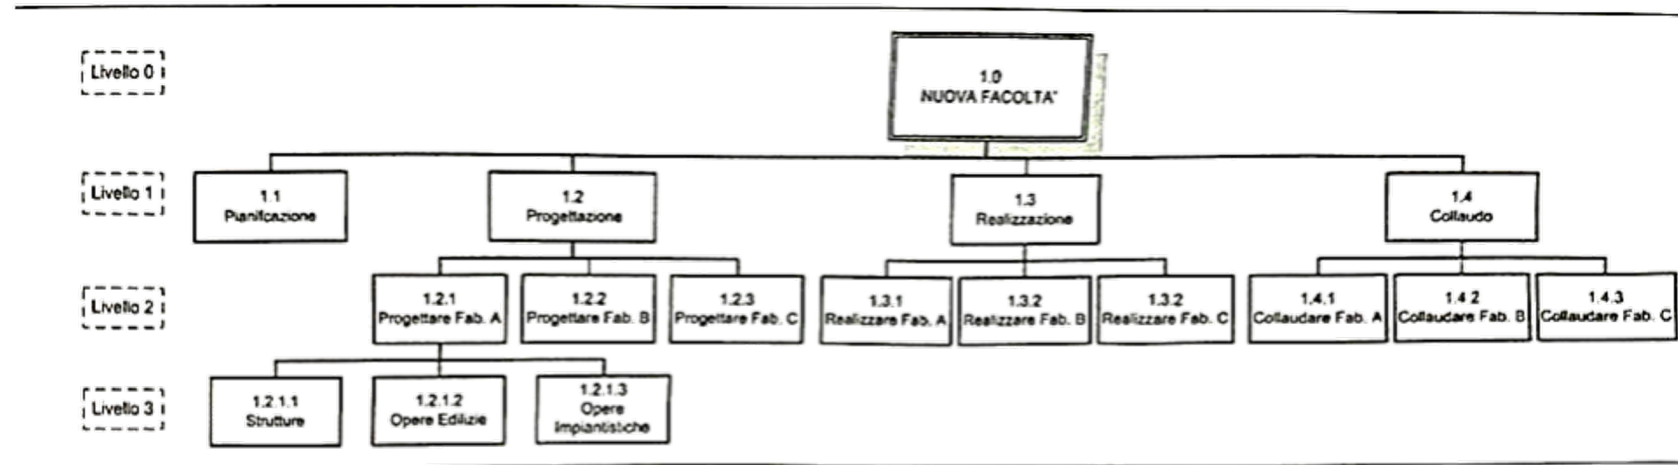 Livello 0
1.0
NUOVA FACOLTA'
Livello 1
1.1
Pianifcazione
1.2
Progettazione
1.3
Realizzazione
1.4
Collaudo
Livello 2
1.2.1
Progettare Fab. A
1.2.2
Progettare Fab. B
1.2.3
Progettare Fab. C
1.3.1
Realizzare Fab. A
1.3.2
Realizzare Fab. B
1.3.2
Realizzare Fab. C
1.4.1
Collaudare Fab. A
1.4.2
Collaudare Fab. B
1.4.3
Collaudare Fab. C
Livello 3
1.2.1.1
Strutture
1.2.1.2
Opere Edilizie
1.2.1.3
Opere
Impiantistiche